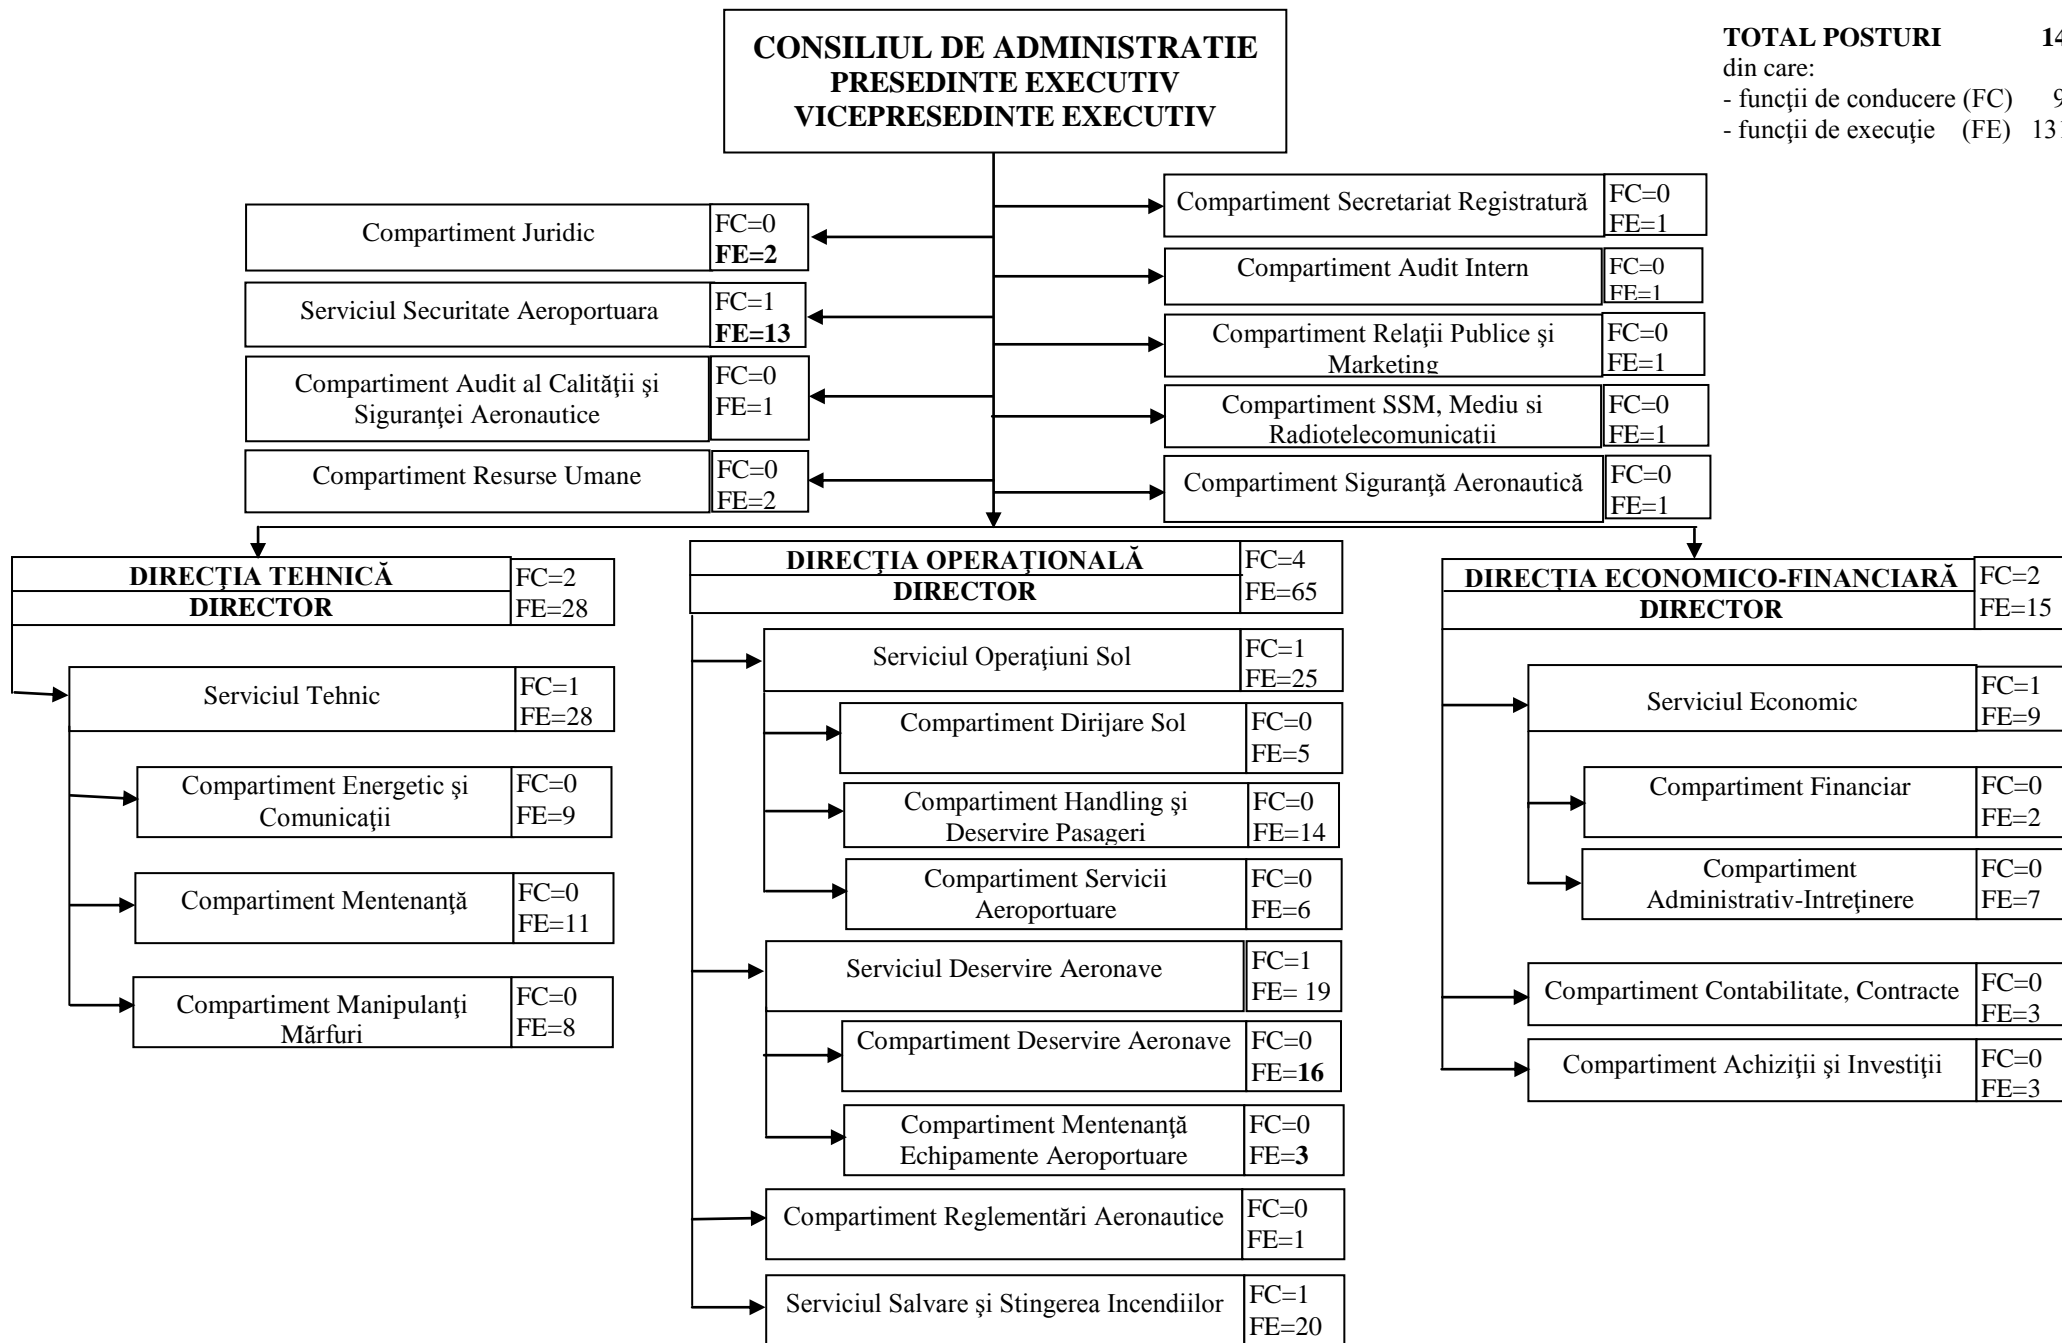 CONSILIUL DE ADMINISTRATIE
PRESEDINTE EXECUTIV
VICEPRESEDINTE EXECUTIV
TOTAL POSTURI 14
din care:
- funcţii de conducere (FC) 9
- funcţii de execuţie (FE) 131
Compartiment Juridic
FC=0
FE=2
Serviciul Securitate Aeroportuara
FC=1
FE=13
Compartiment Audit al Calităţii şi
Siguranţei Aeronautice
FC=0
FE=1
Compartiment Resurse Umane
FC=0
FE=2
Compartiment Secretariat Registratură
FC=0
FE=1
Compartiment Audit Intern
FC=0
FE=1
Compartiment Relaţii Publice şi
Marketing
FC=0
FE=1
Compartiment SSM, Mediu si
Radiotelecomunicatii
FC=0
FE=1
Compartiment Siguranţă Aeronautică
FC=0
FE=1
DIRECŢIA TEHNICĂ
DIRECTOR
FC=2
FE=28
Serviciul Tehnic
FC=1
FE=28
Compartiment Energetic şi
Comunicaţii
FC=0
FE=9
Compartiment Mentenanţă
FC=0
FE=11
Compartiment Manipulanţi
Mărfuri
FC=0
FE=8
DIRECŢIA OPERAŢIONALĂ
DIRECTOR
FC=4
FE=65
Serviciul Operaţiuni Sol
FC=1
FE=25
Compartiment Dirijare Sol
FC=0
FE=5
Compartiment Handling şi
Deservire Pasageri
FC=0
FE=14
Compartiment Servicii
Aeroportuare
FC=0
FE=6
Serviciul Deservire Aeronave
FC=1
FE= 19
Compartiment Deservire Aeronave
FC=0
FE=16
Compartiment Mentenanţă
Echipamente Aeroportuare
FC=0
FE=3
Compartiment Reglementări Aeronautice
FC=0
FE=1
Serviciul Salvare şi Stingerea Incendiilor
FC=1
FE=20
DIRECŢIA ECONOMICO-FINANCIARĂ
DIRECTOR
FC=2
FE=15
Serviciul Economic
FC=1
FE=9
Compartiment Financiar
FC=0
FE=2
Compartiment
Administrativ-Intreţinere
FC=0
FE=7
Compartiment Contabilitate, Contracte
FC=0
FE=3
Compartiment Achiziţii şi Investiţii
FC=0
FE=3